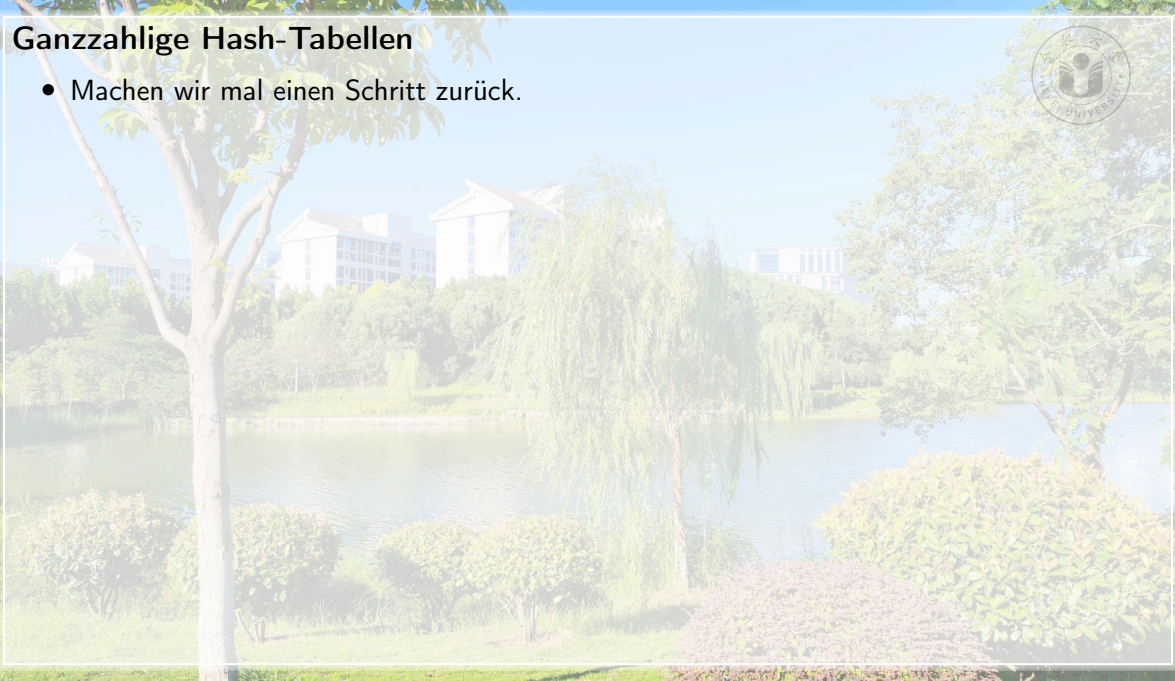 Ganzzahlige Hash-Tabellen
• Machen wir mal einen Schritt zurück.